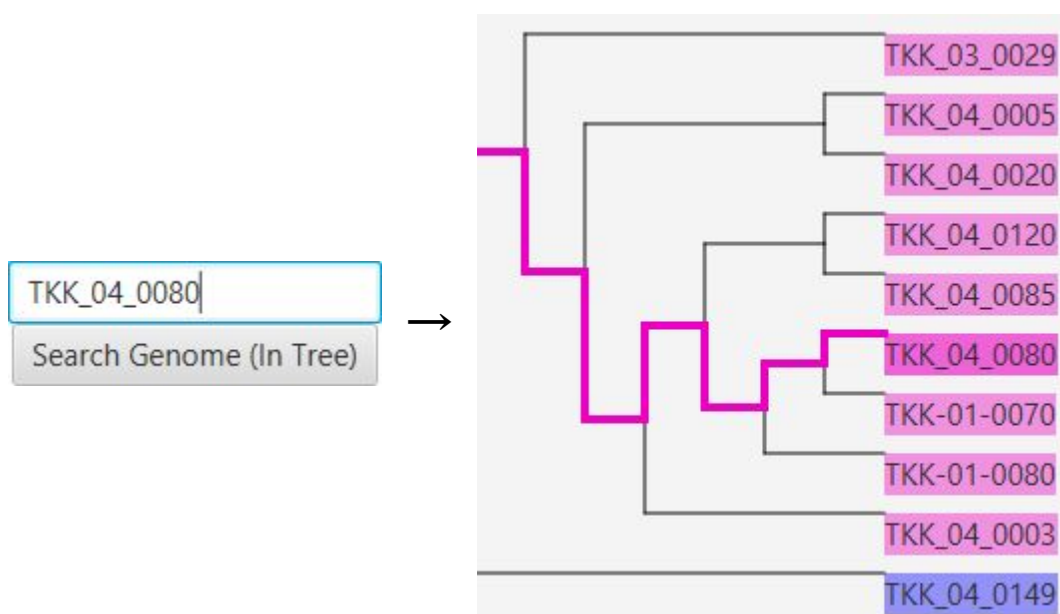 TKK_04_0080
Search Genome (In Tree)
→
TKK_03_0029
TKK_04_0005
TKK_04_0020
TKK_04_0120
TKK_04_0085
TKK_04_0080
TKK-01-0070
TKK-01-0080
TKK_04_0003
TKK_04_0149